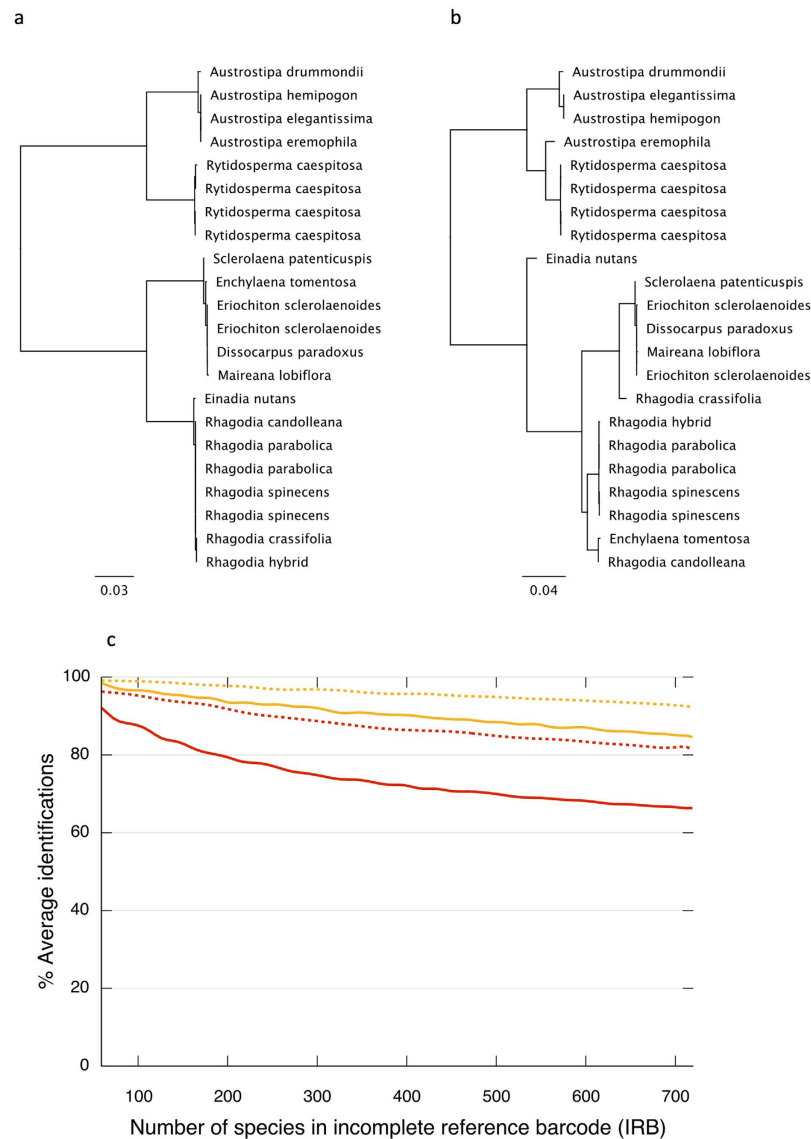 a
Austrostipa drummondii
Austrostipa hemipogon
Austrostipa elegantissima
Austrostipa eremophila
Rytidosperma caespitosa
Rytidosperma caespitosa
Rytidosperma caespitosa
Rytidosperma caespitosa
Sclerolaena patenticuspis
Enchylaena tomentosa
Eriochiton sclerolaenoides
Eriochiton sclerolaenoides
Dissocarpus paradoxus
Maireana lobiflora
Einadia nutans
Rhagodia candolleana
Rhagodia parabolica
Rhagodia parabolica
Rhagodia spinecens
Rhagodia spinecens
Rhagodia crassifolia
Rhagodia hybrid
0.03
b
Austrostipa drummondii
Austrostipa elegantissima
Austrostipa hemipogon
Austrostipa eremophila
Rytidosperma caespitosa
Rytidosperma caespitosa
Rytidosperma caespitosa
Rytidosperma caespitosa
Einadia nutans
Sclerolaena patenticuspis
Eriochiton sclerolaenoides
Dissocarpus paradoxus
Maireana lobiflora
Eriochiton sclerolaenoides
Rhagodia crassifolia
Rhagodia hybrid
Rhagodia parabolica
Rhagodia parabolica
Rhagodia spinescens
Rhagodia spinescens
Enchylaena tomentosa
Rhagodia candolleana
0.04
c
% Average identifications
100
80
60
40
20
0
100 200 300 400 500 600 700
Number of species in incomplete reference barcode (IRB)